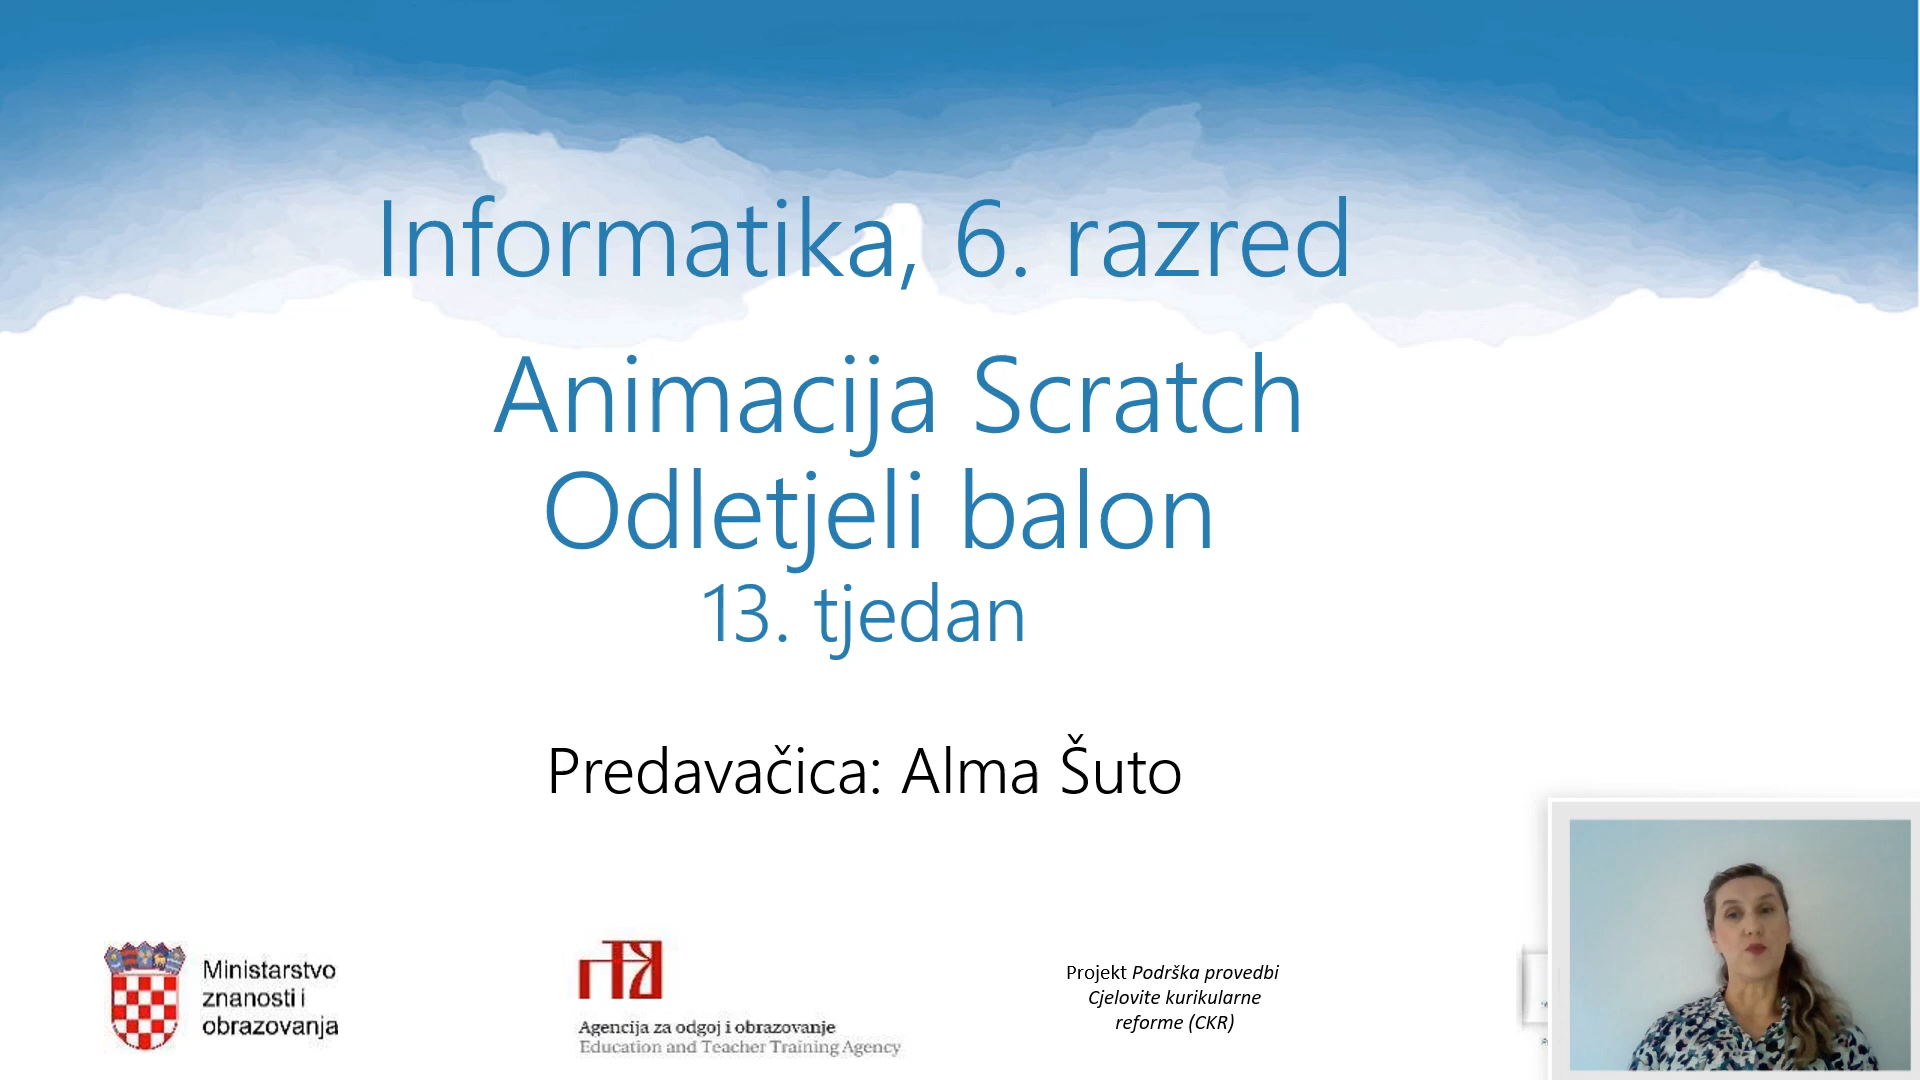 Informatika, 6. razred
Animacija Scratch
Odletjeli balon
13. tjedan
Predavačica: Alma Šuto
Ministarstvo
znanosti i
obrazovanja
Agencija za odgoj i obrazovanje
Education and Teacher Training Agency
Projekt Podrška provedbi
Cjelovite kurikularne
reforme (CKR)